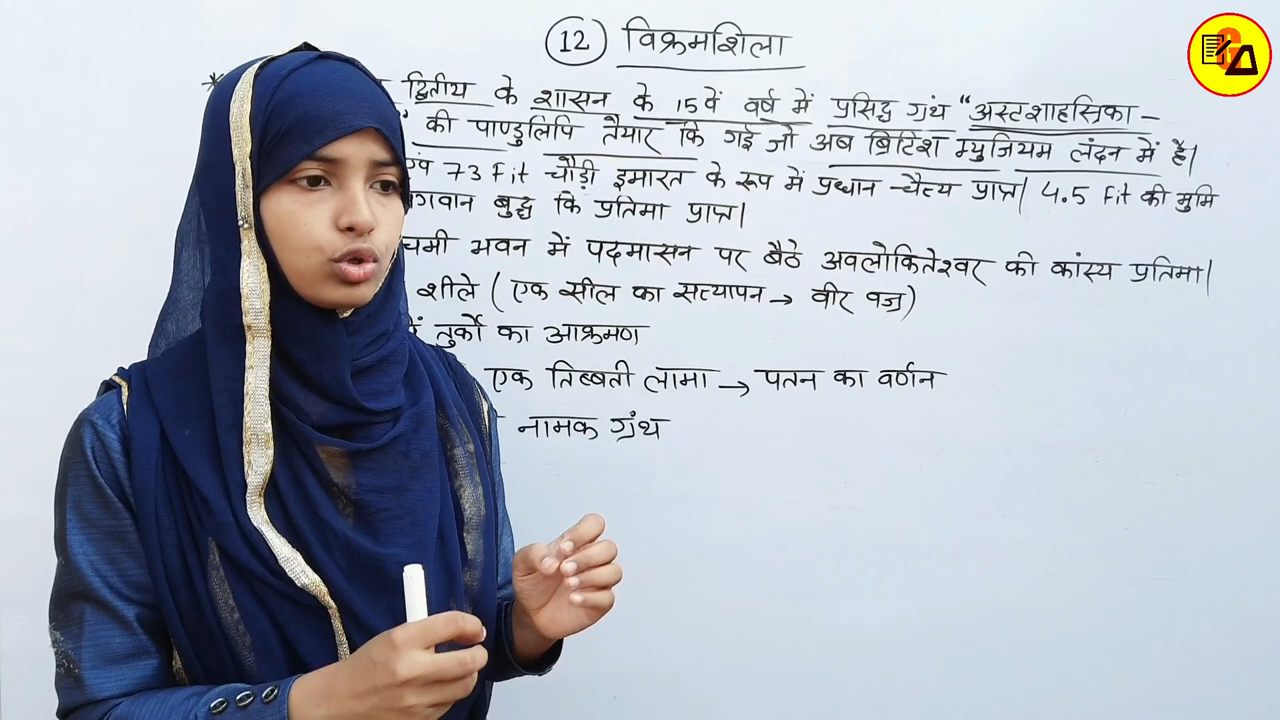 12 विक्रमशिला
* द्वितीय के शासन के 15वें वर्ष में प्रसिद्ध ग्रंथ "अस्टशाहस्त्रिका -
की पाण्डुलिपि तैयार कि गई जो अब ब्रिटिश म्युजियम लंदन में है।
73 Fit चौड़ी इमारत के रूप में प्रधान चैत्य प्राप्त। 4.5 Fit की भुमि
भगवान बुद्ध कि प्रतिमा प्राप्त।
भवन में पदमासन पर बैठे अवलोकितेश्वर की कांस्य प्रतिमा।
शीले ( एक सील का सत्यापन → वीर वज्र )
में तुर्को का आक्रमण
एक तिब्बती लामा → पतन का वर्णन
नामक ग्रंथ